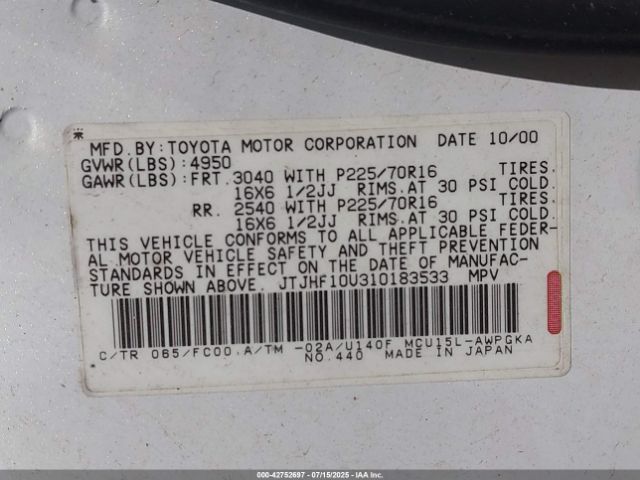 MFD.BY:TOYOTA MOTOR CORPORATION DATE 10/00
GVWR(LBS):4950
GAWR(LBS):FRT.3040 WITH P225/70R16 TIRES.
16X6 1/2JJ RIMS.AT 30 PSI COLD.
RR. 2540 WITH P225/70R16 TIRES.
16X6 1/2JJ RIMS.AT 30 PSI COLD.
THIS VEHICLE CONFORMS TO ALL APPLICABLE FEDER-
AL MOTOR VEHICLE SAFETY AND THEFT PREVENTION
STANDARDS IN EFFECT ON THE DATE OF MANUFAC-
TURE SHOWN ABOVE. JTJHF10U310183533 MPV
C/TR 065/FC00.A/TM -02A/U140F MCU15L-AWPGKA
NO.440 MADE IN JAPAN
000-42752697 - 07/15/2025 - IAA, Inc.